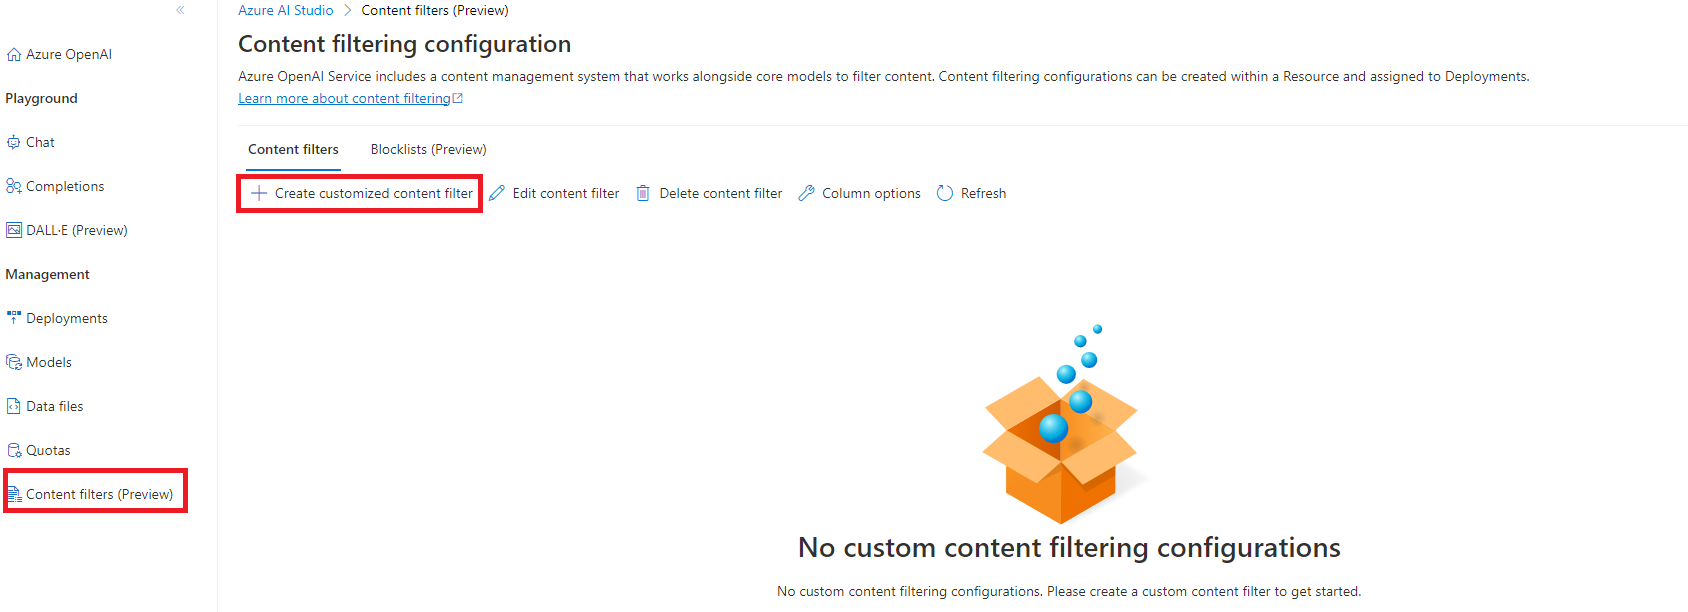 Azure AI Studio > Content filters (Preview)
Azure OpenAI
Playground
Chat
Completions
DALL·E (Preview)
Management
Deployments
Models
Data files
Quotas
Content filters (Preview)
Content filtering configuration
Azure OpenAI Service includes a content management system that works alongside core models to filter content. Content filtering configurations can be created within a Resource and assigned to Deployments.
Learn more about content filtering
Content filters Blocklists (Preview)
Create customized content filter Edit content filter Delete content filter Column options Refresh
No custom content filtering configurations
No custom content filtering configurations. Please create a custom content filter to get started.